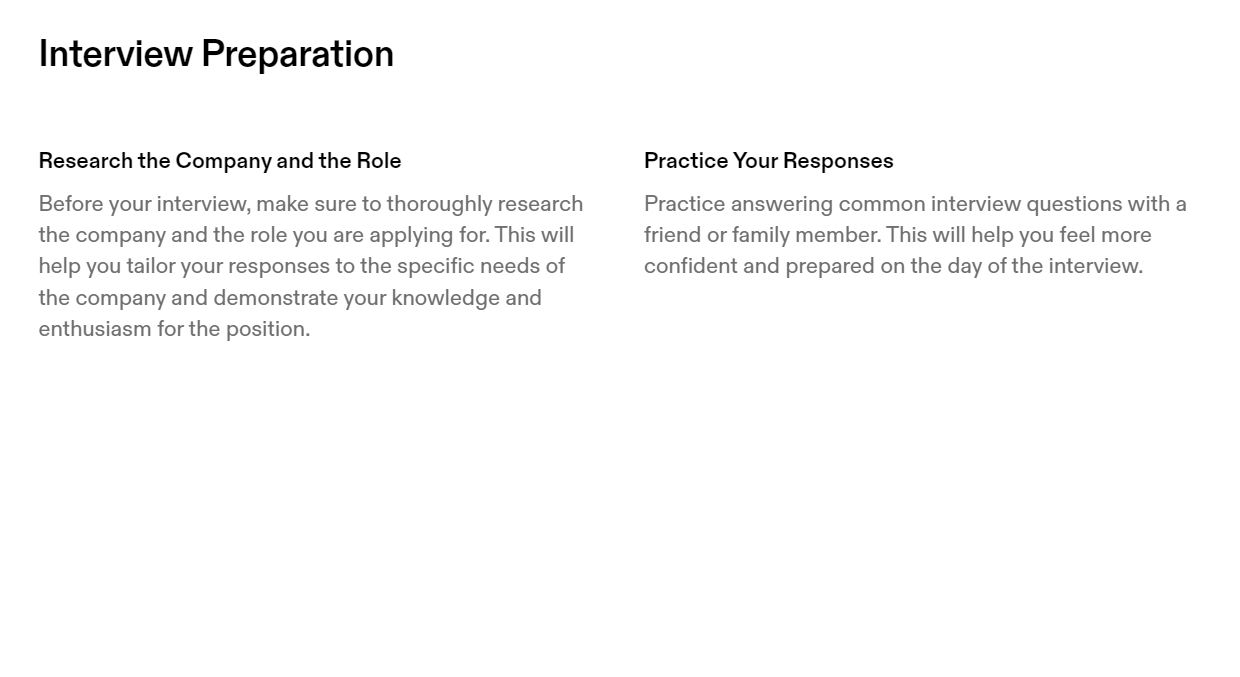 Interview Preparation
Research the Company and the Role
Before your interview, make sure to thoroughly research
the company and the role you are applying for. This will
help you tailor your responses to the specific needs of
the company and demonstrate your knowledge and
enthusiasm for the position.
Practice Your Responses
Practice answering common interview questions with a
friend or family member. This will help you feel more
confident and prepared on the day of the interview.